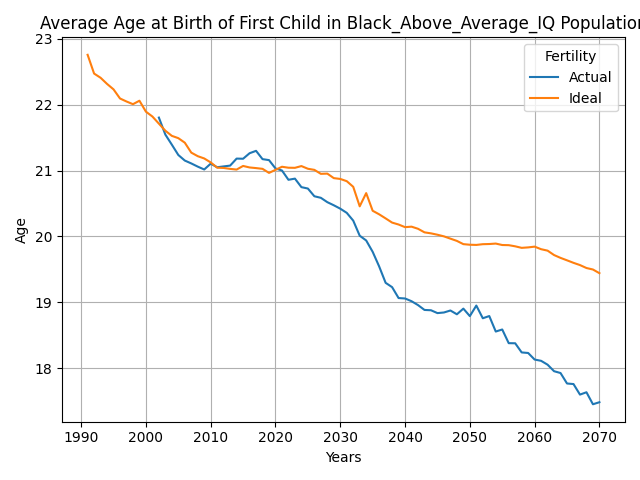 Average Age at Birth of First Child in Black_Above_Average_IQ Population
Fertility
Actual
Ideal
Age
23
22
21
20
19
18
1990 2000 2010 2020 2030 2040 2050 2060 2070
Years